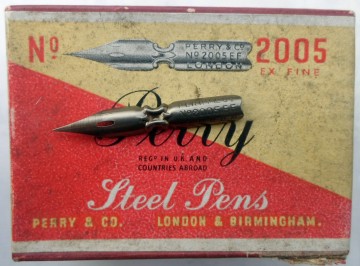 No 2005
PERRY & Co
No 2005 EF
LONDON
EX. FINE
Perry
REGD IN U.K. AND
COUNTRIES ABROAD
Steel Pens
PERRY & CO. LONDON & BIRMINGHAM.